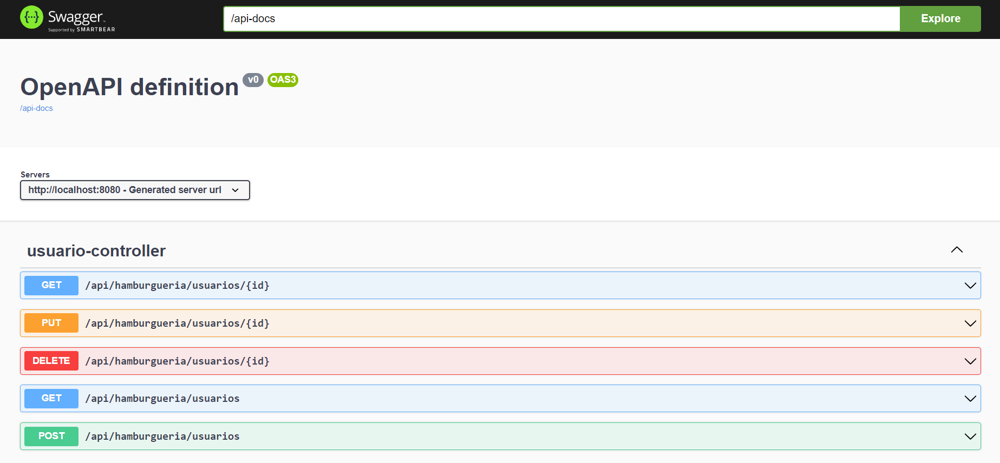 {···} Swagger™
Supported by SMARTBEAR
/api-docs
Explore
OpenAPI definition v0 OAS3
/api-docs
Servers
http://localhost:8080 - Generated server url
usuario-controller
GET /api/hamburgueria/usuarios/{id}
PUT /api/hamburgueria/usuarios/{id}
DELETE /api/hamburgueria/usuarios/{id}
GET /api/hamburgueria/usuarios
POST /api/hamburgueria/usuarios